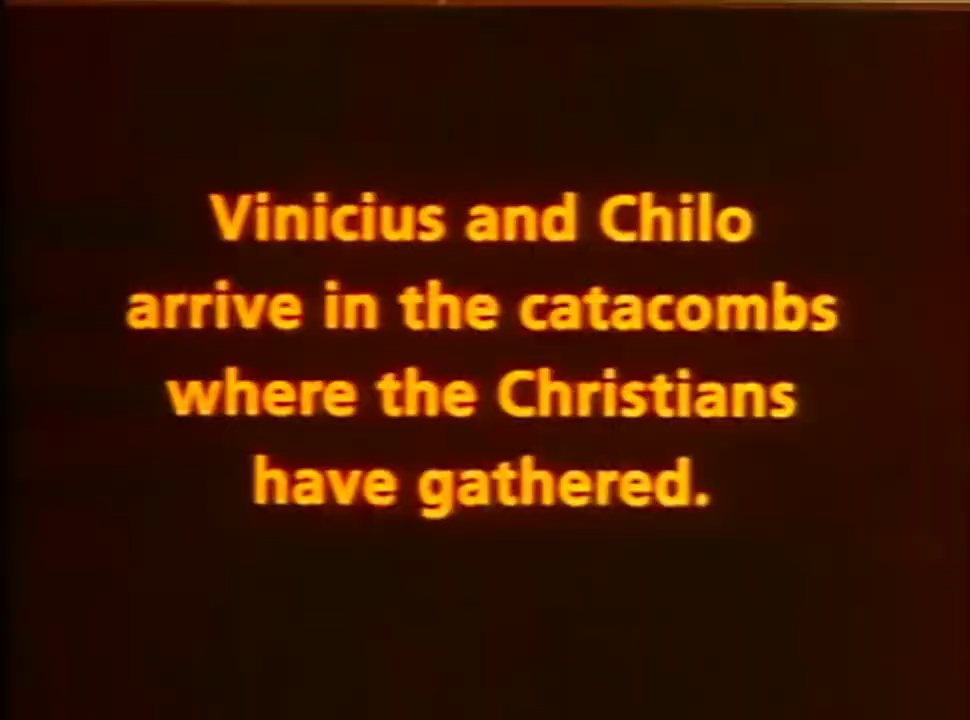 Vinicius and Chilo
arrive in the catacombs
where the Christians
have gathered.